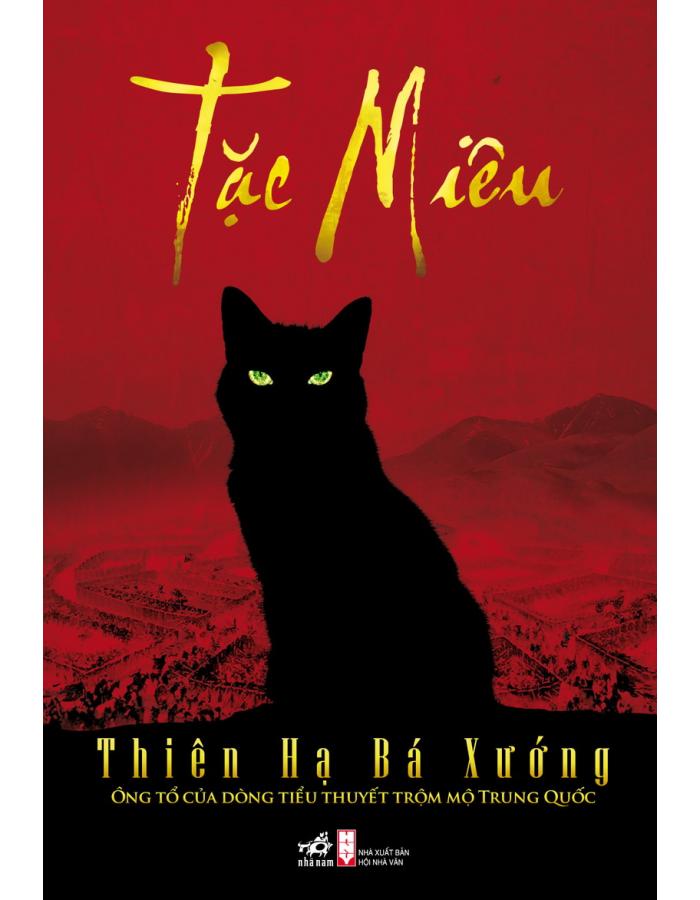 Tặc Miêu
Thiên Hạ Bá Xướng
ÔNG TỔ CỦA DÒNG TIỂU THUYẾT TRỘM MỘ TRUNG QUỐC
nhã nam
HNV
NHÀ XUẤT BẢN
HỘI NHÀ VĂN